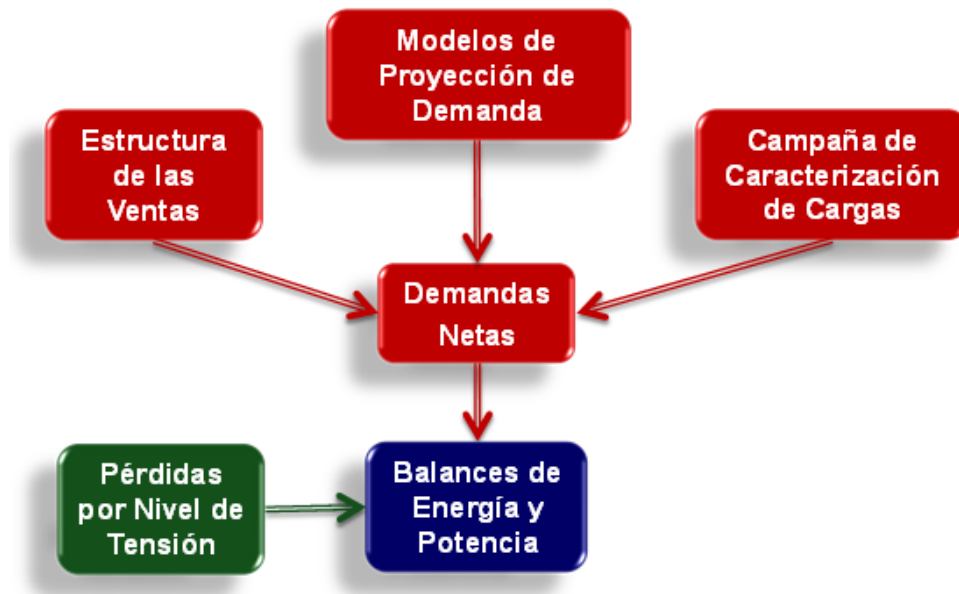 Modelos de
Proyección de
Demanda
Estructura
de las
Ventas
Campaña de
Caracterización
de Cargas
Demandas
Netas
Pérdidas
por Nivel de
Tensión
Balances de
Energía y
Potencia